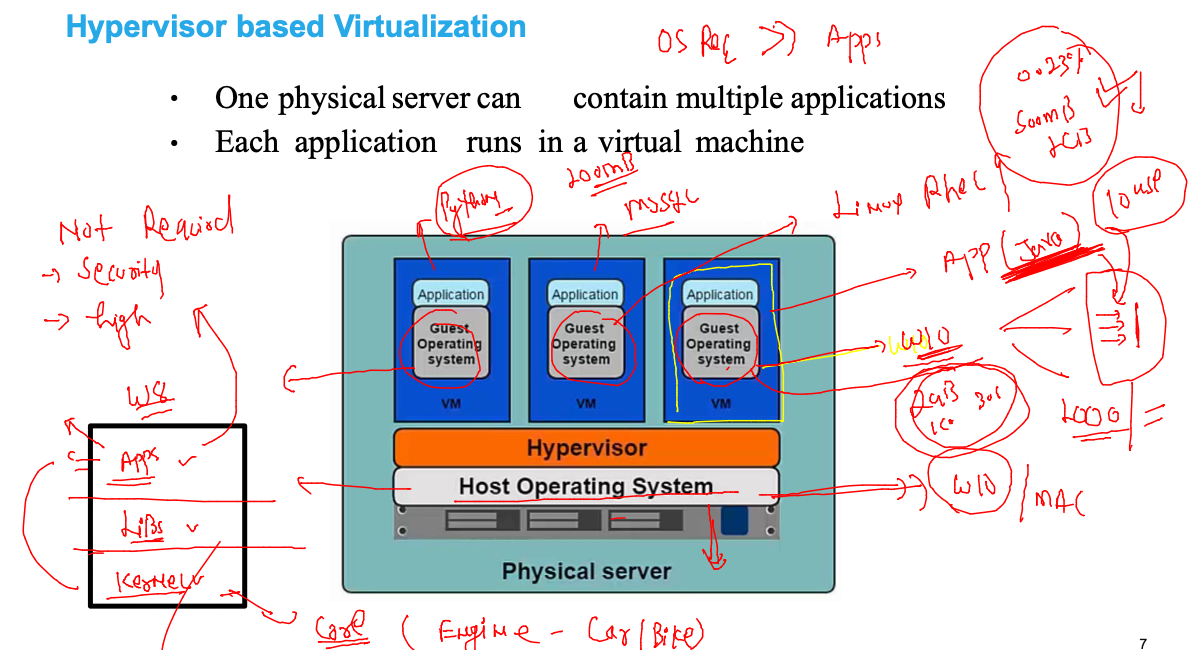 Hypervisor based Virtualization
OS Req >> Apps
• One physical server can contain multiple applications
• Each application runs in a virtual machine
0.23%
500mB
2GB
10 use
200mB
Python
mssql
Linux Rhel
APP (Java)
Not Required
→ Security
→ high
W8
Apps
LiBs
KerNel
Core ( Engine - Car/Bike)
Application
Guest
Operating
system
VM
Application
Guest
Operating
system
VM
Application
Guest
Operating
system
VM
W10
2GB
1000 =
Hypervisor
Host Operating System
W10 / MAC
Physical server
7